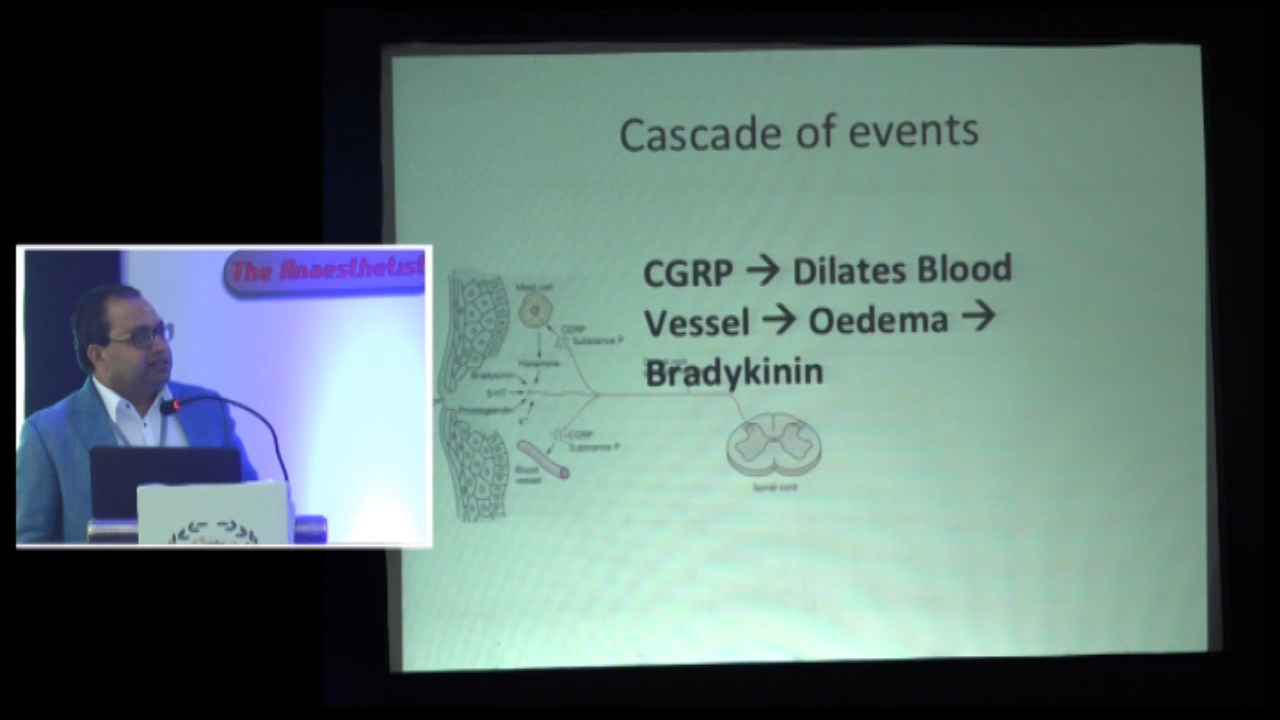 Cascade of events
The Anaesthetist
CGRP → Dilates Blood
Vessel → Oedema →
Bradykinin
Mast cell
CGRP
Substance P
Histamine
Bradykinin
5-HT
Prostaglandin
CGRP
Substance P
Blood
vessel
Spinal cord